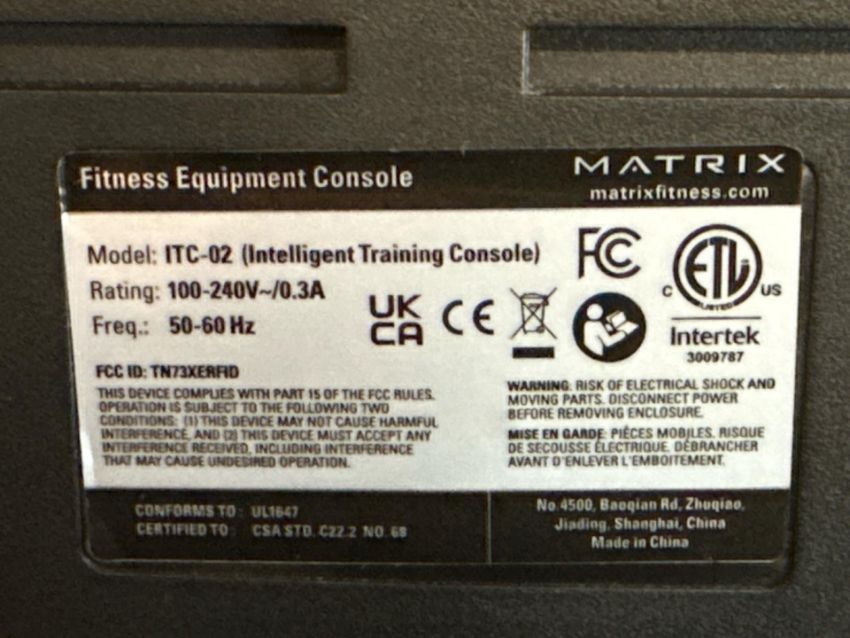 Fitness Equipment Console
MATRIX
matrixfitness.com
Model: ITC-02 (Intelligent Training Console)
Rating: 100-240V~/0.3A
Freq.: 50-60 Hz
UK
CA
CE
FC
ETL
LISTED
C US
Intertek
3009787
FCC ID: TN73XERFID
THIS DEVICE COMPLIES WITH PART 15 OF THE FCC RULES.
OPERATION IS SUBJECT TO THE FOLLOWING TWO
CONDITIONS: (1) THIS DEVICE MAY NOT CAUSE HARMFUL
INTERFERENCE, AND (2) THIS DEVICE MUST ACCEPT ANY
INTERFERENCE RECEIVED, INCLUDING INTERFERENCE
THAT MAY CAUSE UNDESIRED OPERATION.
WARNING: RISK OF ELECTRICAL SHOCK AND
MOVING PARTS. DISCONNECT POWER
BEFORE REMOVING ENCLOSURE.
MISE EN GARDE: PIÈCES MOBILES. RISQUE
DE SECOUSSE ÉLECTRIQUE. DÉBRANCHER
AVANT D'ENLEVER L'EMBOITEMENT.
CONFORMS TO: UL1647
CERTIFIED TO: CSA STD. C22.2 NO. 68
No.4500, Baoqian Rd, Zhuqiao,
Jiading, Shanghai, China
Made in China